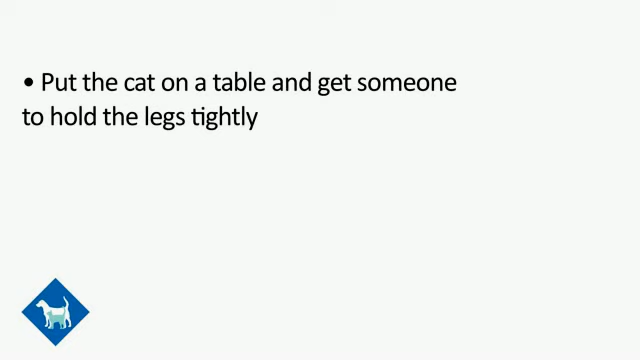 • Put the cat on a table and get someone
to hold the legs tightly